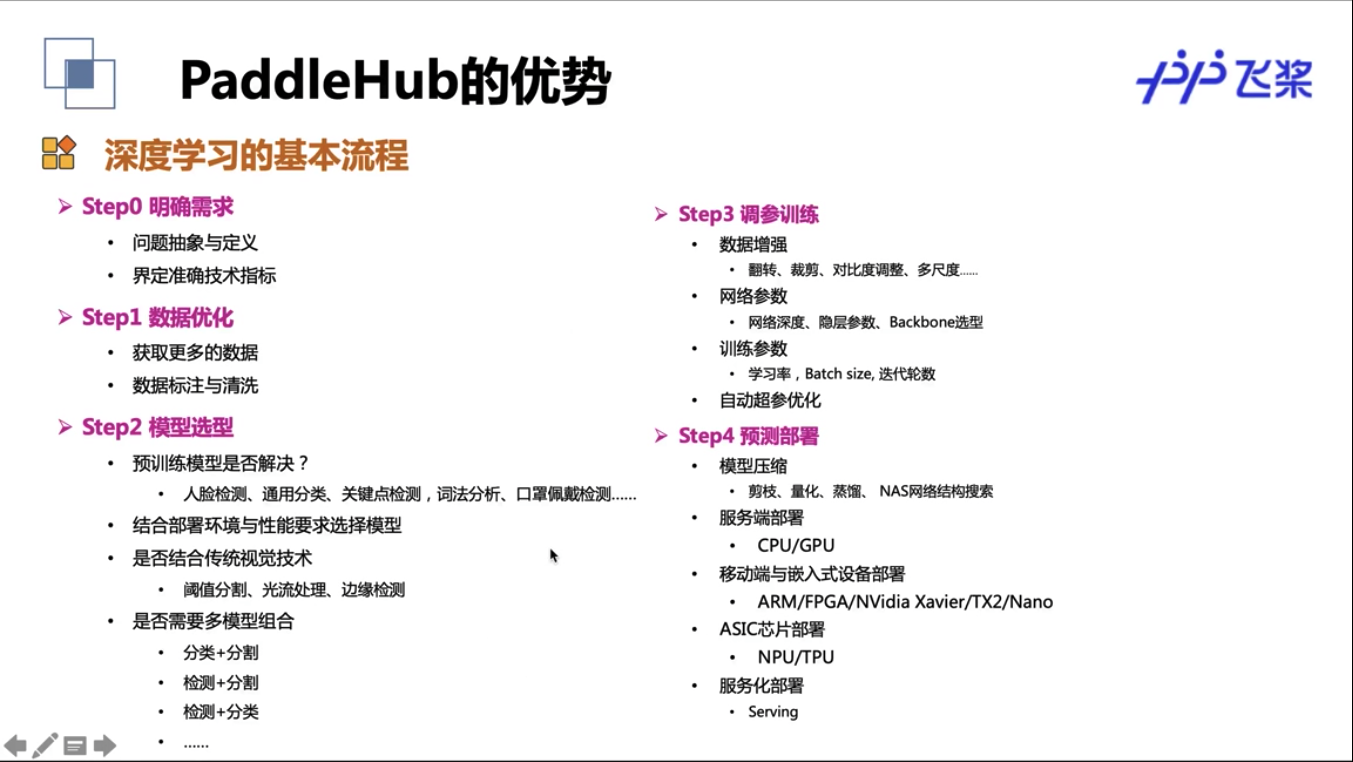 PaddleHub的优势
飞桨
深度学习的基本流程
Step0 明确需求
问题抽象与定义
界定准确技术指标
Step1 数据优化
获取更多的数据
数据标注与清洗
Step2 模型选型
预训练模型是否解决？
人脸检测、通用分类、关键点检测，词法分析、口罩佩戴检测......
结合部署环境与性能要求选择模型
是否结合传统视觉技术
阈值分割、光流处理、边缘检测
是否需要多模型组合
分类+分割
检测+分割
检测+分类
......
Step3 调参训练
数据增强
翻转、裁剪、对比度调整、多尺度......
网络参数
网络深度、隐层参数、Backbone选型
训练参数
学习率，Batch size, 迭代轮数
自动超参优化
Step4 预测部署
模型压缩
剪枝、量化、蒸馏、 NAS网络结构搜索
服务端部署
CPU/GPU
移动端与嵌入式设备部署
ARM/FPGA/NVidia Xavier/TX2/Nano
ASIC芯片部署
NPU/TPU
服务化部署
Serving